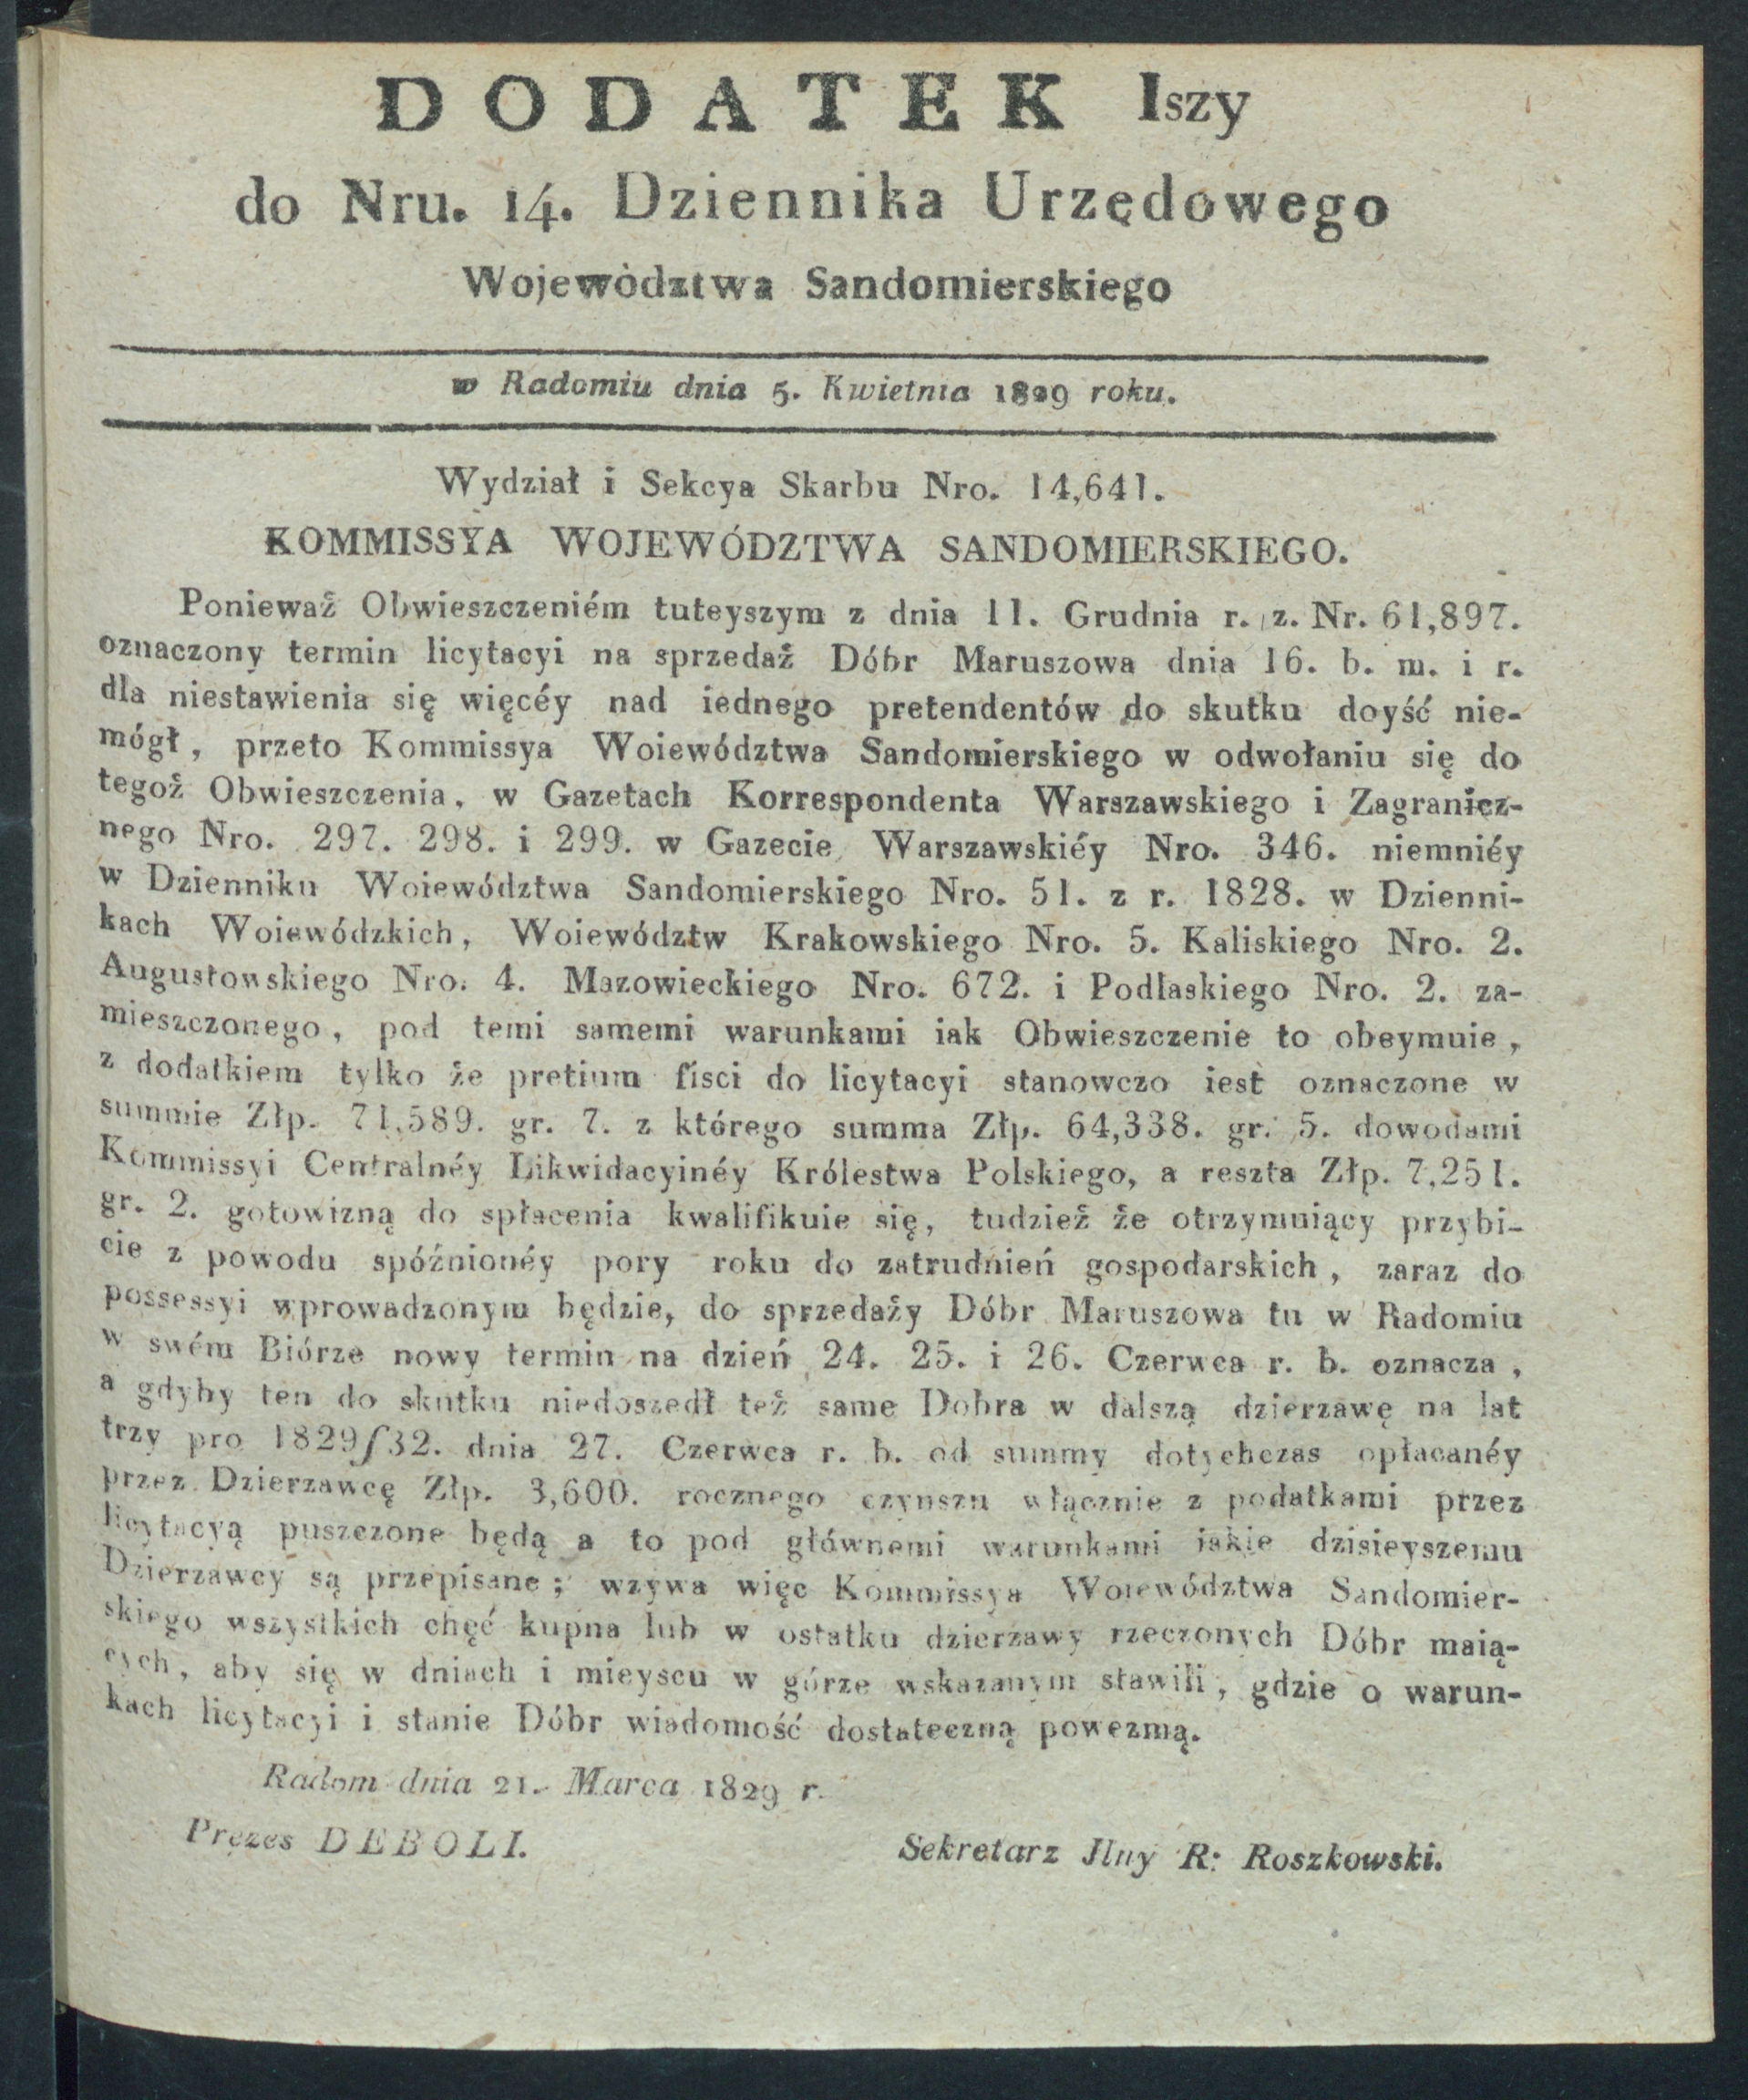 DODATEK Iszy
do Nru. 14. Dziennika Urzędowego
Wojewòdztwa Sandomierskiego
w Radomiu dnia 5. Kwietnia 1829 roku.
Wydział i Sekcya Skarbu Nro. 14,641.
KOMMISSYA WOJEWÓDZTWA SANDOMIERSKIEGO.
Ponieważ Obwieszczeniém tuteyszym z dnia 11. Grudnia r. z. Nr. 61,897.
oznaczony termin licytacyi na sprzedaż Dóbr Maruszowa dnia 16. b. m. i r.
dla niestawienia się więcéy nad iednego pretendentów do skutku doyść nie-
mógł, przeto Kommissya Woiewództwa Sandomierskiego w odwołaniu się do
tegoż Obwieszczenia, w Gazetach Korrespondenta Warszawskiego i Zagranicz-
nego Nro. 297. 298. i 299. w Gazecie Warszawskiéy Nro. 346. niemniéy
w Dzienniku Woiewództwa Sandomierskiego Nro. 51. z r. 1828. w Dzienni-
kach Woiewódzkich, Woiewództw Krakowskiego Nro. 5. Kaliskiego Nro. 2.
Augustowskiego Nro. 4. Mazowieckiego Nro. 672. i Podlaskiego Nro. 2. za-
mieszczonego, pod temi samemi warunkami iak Obwieszczenie to obeymuie,
z dodatkiem tylko że pretium fisci do licytacyi stanowczo iest oznaczone w
summie Złp. 71,589. gr. 7. z którego summa Złp. 64,338. gr. 5. dowodami
Kommissyi Centralnéy Likwidacyinéy Królestwa Polskiego, a reszta Złp. 7,251.
gr. 2. gotowizną do spłacenia kwalifikuie się, tudzież że otrzymuiący przybi-
cie z powodu spóźnionéy pory roku do zatrudnień gospodarskich, zaraz do
possessyi wprowadzonym będzie, do sprzedaży Dóbr Maruszowa tu w Radomiu
w swém Biórze nowy termin na dzień 24. 25. i 26. Czerwca r. b. oznacza,
a gdyby ten do skutku niedoszedł też same Dobra w dalszą dzierzawę na lat
trzy pro 1829/32. dnia 27. Czerwca r. b. od summy dotychczas opłacanéy
przez Dzierzawcę Złp. 3,600. rocznego czynszu włącznie z podatkami przez
licytacyą puszczone będą a to pod głównemi warunkami iakie dzisieyszemu
Dzierzawcy są przepisane; wzywa więc Kommissya Woiewództwa Sandomier-
skiego wszystkich chęć kupna lub w ostatku dzierzawy rzeczonych Dóbr maią-
cych, aby się w dniach i mieyscu w górze wskazanym stawili, gdzie o warun-
kach licytacyi i stanie Dóbr wiadomość dostateczną powezmą.
Radom dnia 21. Marca 1829 r.
Prezes DEBOLI.
Sekretarz Jlny R: Roszkowski.